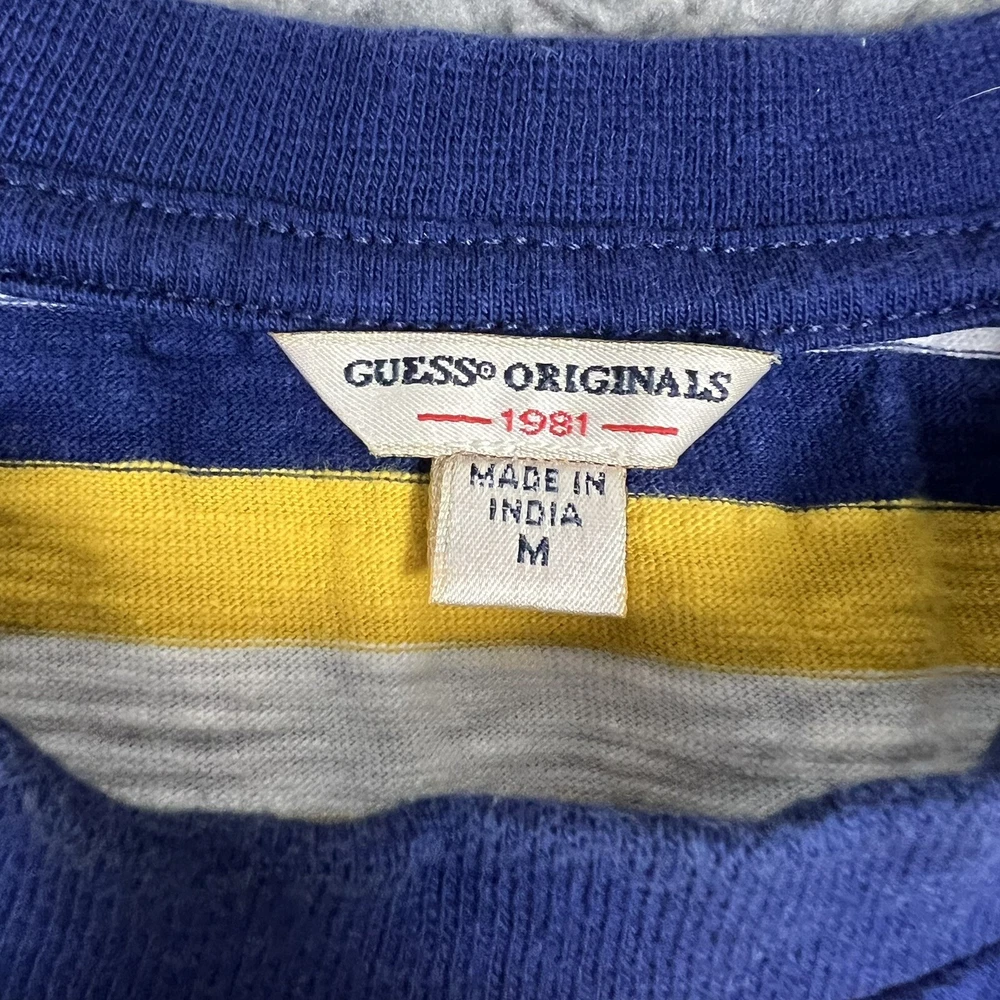 GUESS® ORIGINALS
1981
MADE IN
INDIA
M